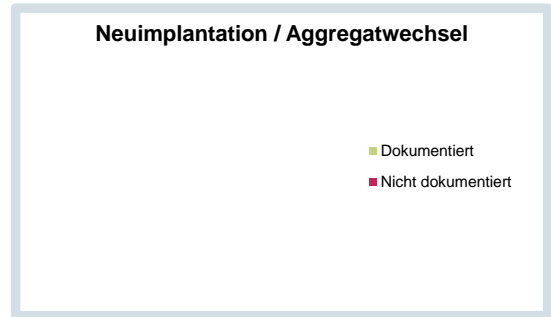 Neuimplantation / Aggregatwechsel
Dokumentiert
Nicht dokumentiert